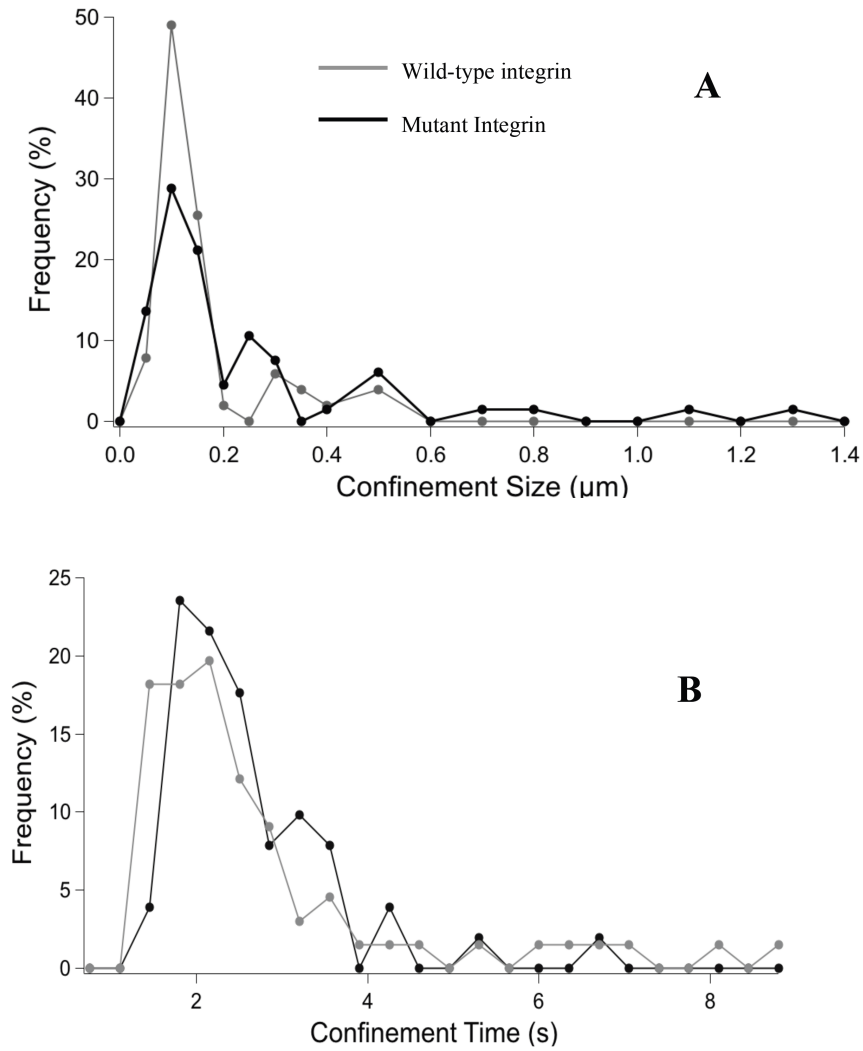 50
40
30
20
10
0
Frequency (%)
Wild-type integrin
Mutant Integrin
A
0.0 0.2 0.4 0.6 0.8 1.0 1.2 1.4
Confinement Size (μm)
25
20
15
10
5
0
Frequency (%)
B
2 4 6 8
Confinement Time (s)